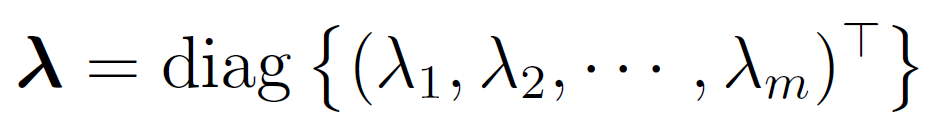 𝝀 = diag {(λ₁, λ₂, ⋯ , λₘ)^⊤}